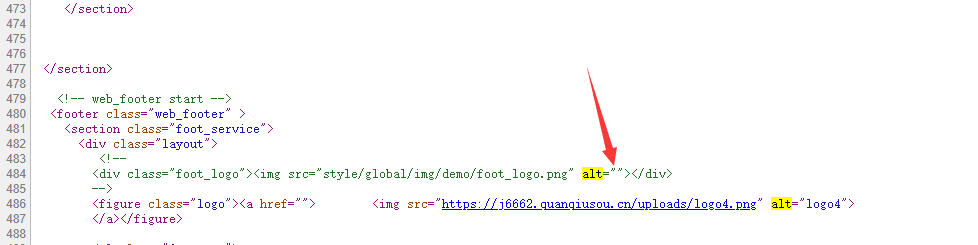 473 </section>
474
475
476
477 </section>
478
479 <!-- web_footer start -->
480 <footer class="web_footer" >
481 <section class="foot_service">
482 <div class="layout">
483 <!--
484 <div class="foot_logo"><img src="style/global/img/demo/foot_logo.png" alt=""></div>
485 -->
486 <figure class="logo"><a href=""> <img src="https://j6662.quanqiusou.cn/uploads/logo4.png" alt="logo4">
487 </a></figure>
488